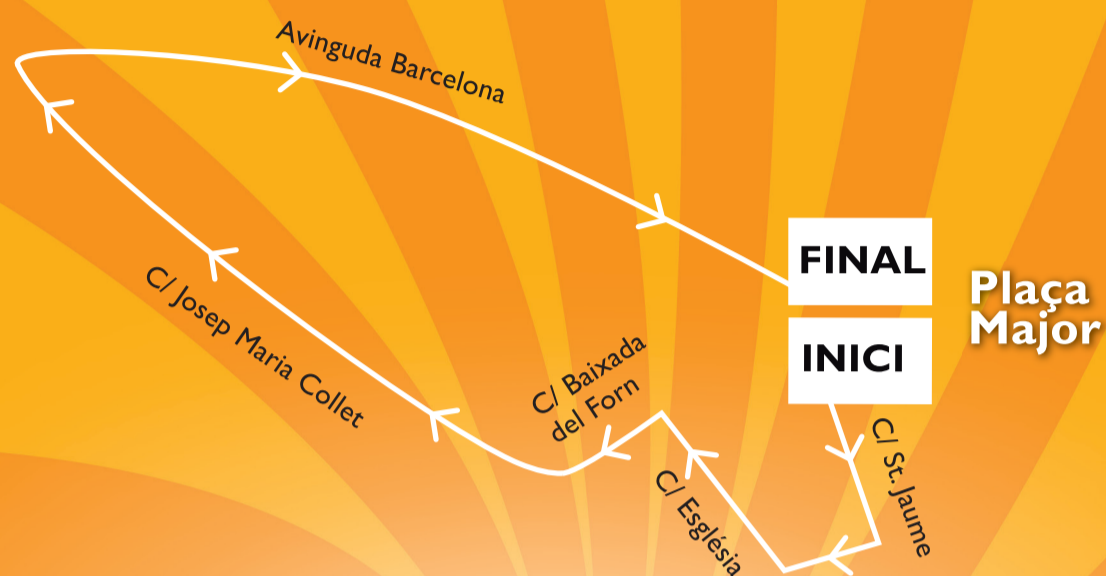 Avinguda Barcelona
FINAL
Plaça
Major
INICI
C/ Josep Maria Collet
C/ Baixada
del Forn
C/ St. Jaume
C/ Església